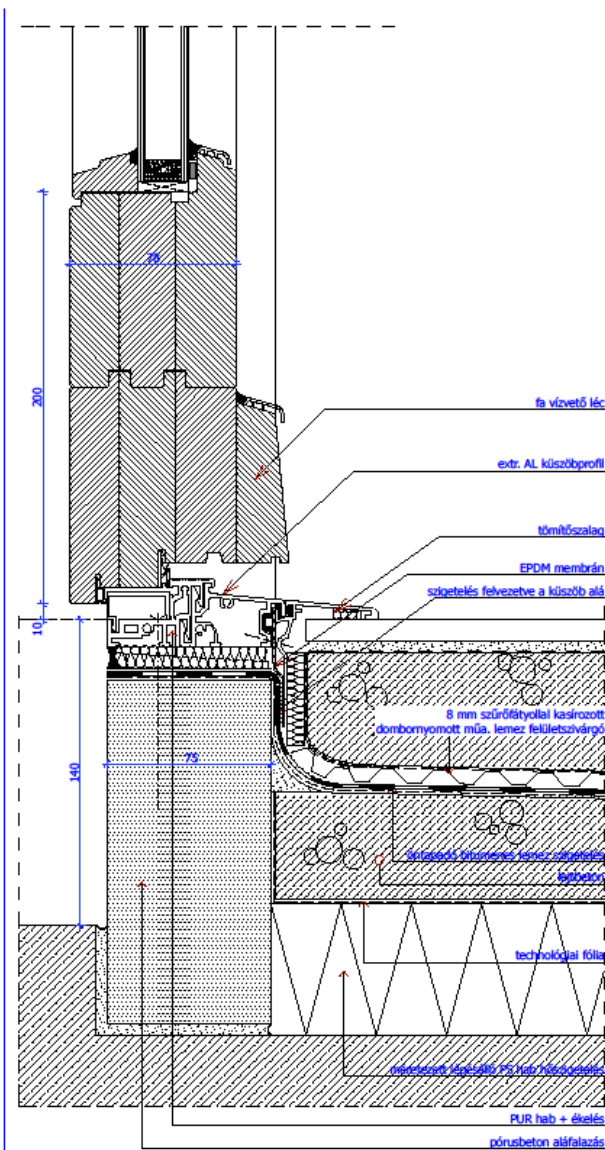 78
200
fa vízvető léc
extr. AL küszöbprofil
tömítőszalag
EPDM membrán
szigetelés felvezetve a küszöb alá
10
8 mm szűrőfátyollal kasírozott
dombornyomott műa. lemez felületszivárgó
75
140
öntapadó bitumenes lemez szigetelés
lejtbeton
technológiai fólia
méretezett lépésálló PS hab hőszigetelés
PUR hab + ékelés
pórusbeton aláfalazás